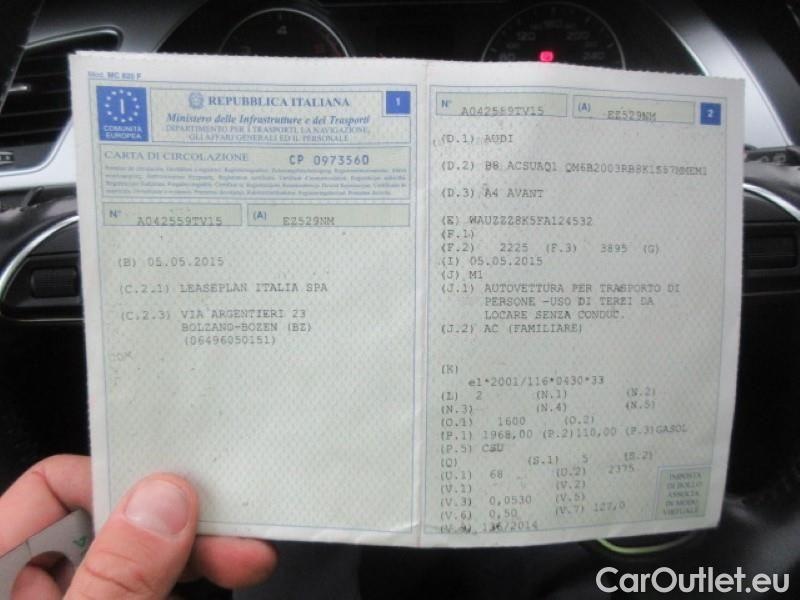 Mod. MC 820 F
I
COMUNITÀ
EUROPEA
REPUBBLICA ITALIANA
1
Ministero delle Infrastrutture e dei Trasporti
DIPARTIMENTO PER I TRASPORTI, LA NAVIGAZIONE,
GLI AFFARI GENERALI ED IL PERSONALE
CARTA DI CIRCOLAZIONE CP 0973560
N° A042559TV15 (A) EZ529NM
(B) 05.05.2015
(C.2.1) LEASEPLAN ITALIA SPA
(C.2.3) VIA ARGENTIERI 23
BOLZANO-BOZEN (BZ)
(06496050151)
N° A042559TV15 (A) EZ529NM 2
(D.1) AUDI
(D.2) B8 ACSUAQ1 QM6B2003RB8K1557MMEM1
(D.3) A4 AVANT
(E) WAUZZZ8K5FA124532
(F.1)
(F.2) 2225 (F.3) 3895 (G)
(I) 05.05.2015
(J) M1
(J.1) AUTOVETTURA PER TRASPORTO DI
PERSONE -USO DI TERZI DA
LOCARE SENZA CONDUC.
(J.2) AC (FAMILIARE)
(K)
e1*2001/116*0430*33
(L) 2 (N.1) (N.2)
(N.3) (N.4) (N.5)
(O.1) 1600 (O.2)
(P.1) 1968,00 (P.2)110,00 (P.3)GASOL
(P.5) CSU
(Q) (S.1) 5 (S.2)
(U.1) 68 (U.2) 2375
(V.1) (V.2)
(V.3) 0,0530 (V.5)
(V.6) 0,50 (V.7) 127,0
(V.9) 136/2014
IMPOSTA
DI BOLLO
ASSOLTA
IN MODO
VIRTUALE
CarOutlet.eu